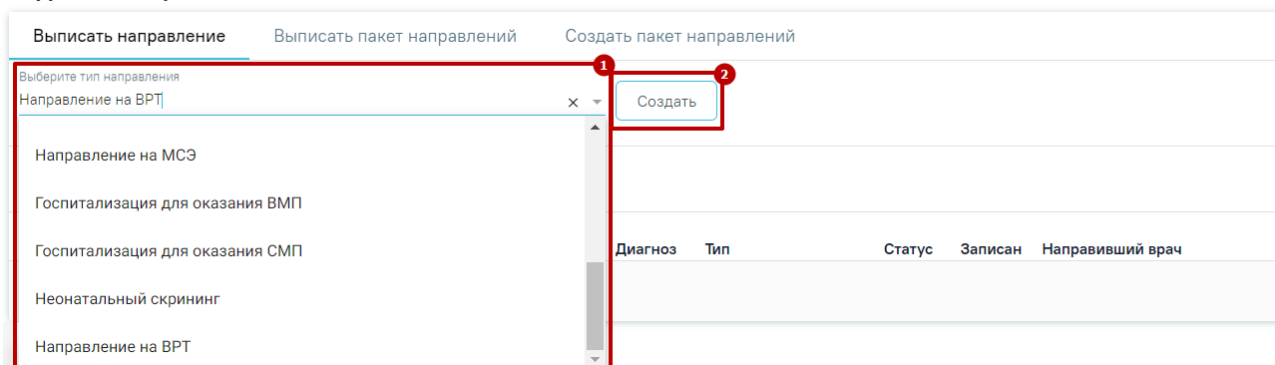 Выписать направление Выписать пакет направлений Создать пакет направлений
1
2
Выберите тип направления
Направление на ВРТ
Создать
Направление на МСЭ
Госпитализация для оказания ВМП
Госпитализация для оказания СМП
Диагноз Тип Статус Записан Направивший врач
Неонатальный скрининг
Направление на ВРТ